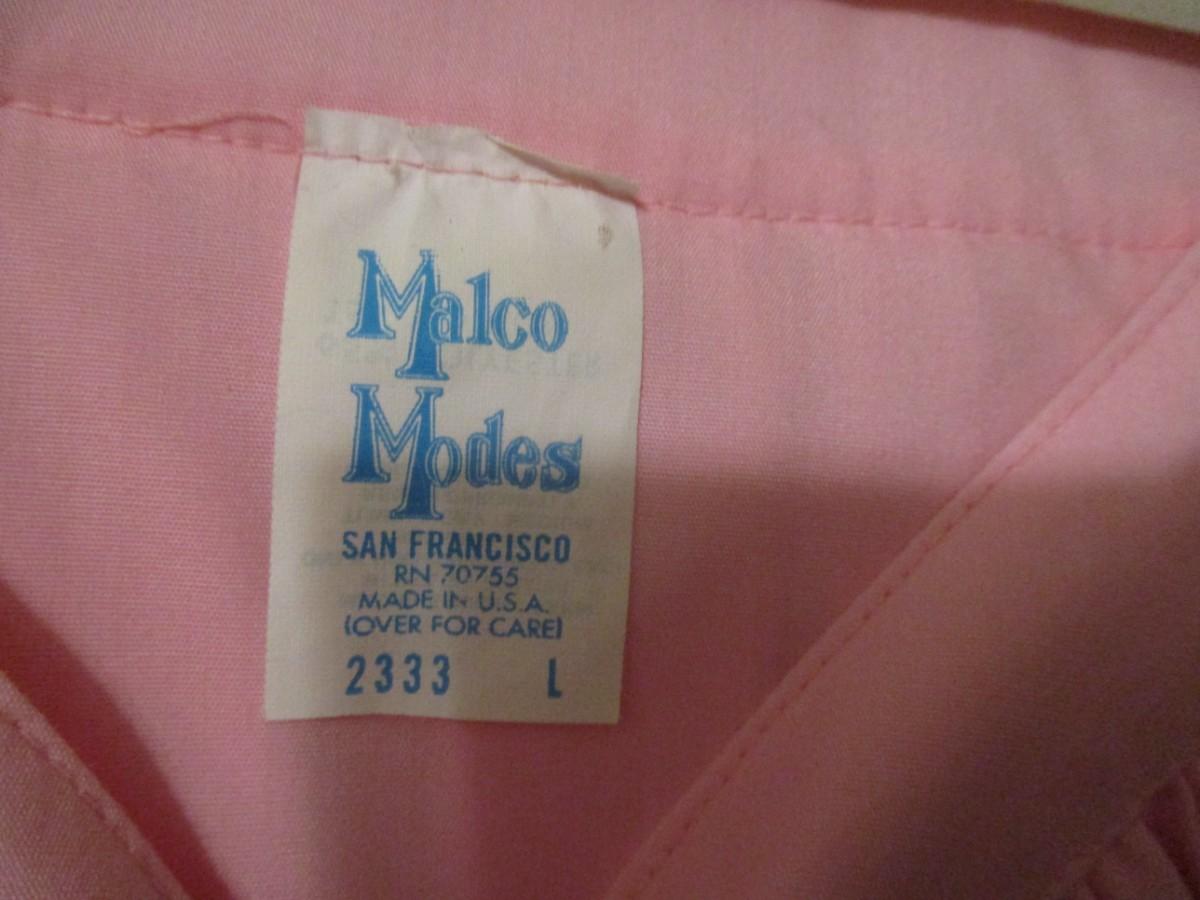 Malco
Modes
SAN FRANCISCO
RN 70755
MADE IN U.S.A.
(OVER FOR CARE)
2333 L